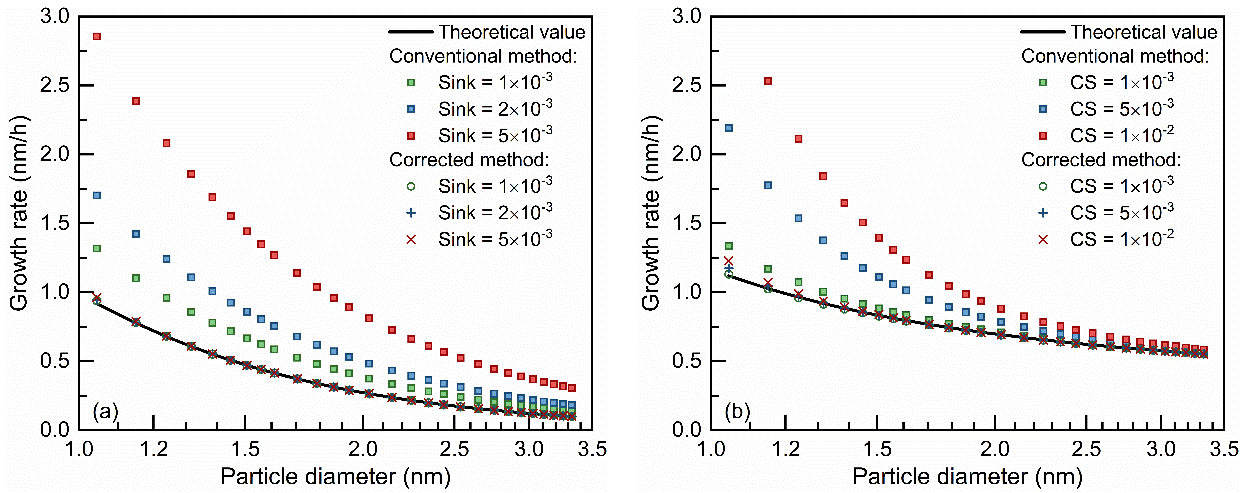 3.0
2.5
2.0
1.5
1.0
0.5
0.0
Growth rate (nm/h)
Theoretical value
Conventional method:
Sink = 1×10⁻³
Sink = 2×10⁻³
Sink = 5×10⁻³
Corrected method:
Sink = 1×10⁻³
Sink = 2×10⁻³
Sink = 5×10⁻³
(a)
1.0 1.2 1.5 2.0 2.5 3.0 3.5
Particle diameter (nm)
3.0
2.5
2.0
1.5
1.0
0.5
0.0
Growth rate (nm/h)
Theoretical value
Conventional method:
CS = 1×10⁻³
CS = 5×10⁻³
CS = 1×10⁻²
Corrected method:
CS = 1×10⁻³
CS = 5×10⁻³
CS = 1×10⁻²
(b)
1.0 1.2 1.5 2.0 2.5 3.0 3.5
Particle diameter (nm)